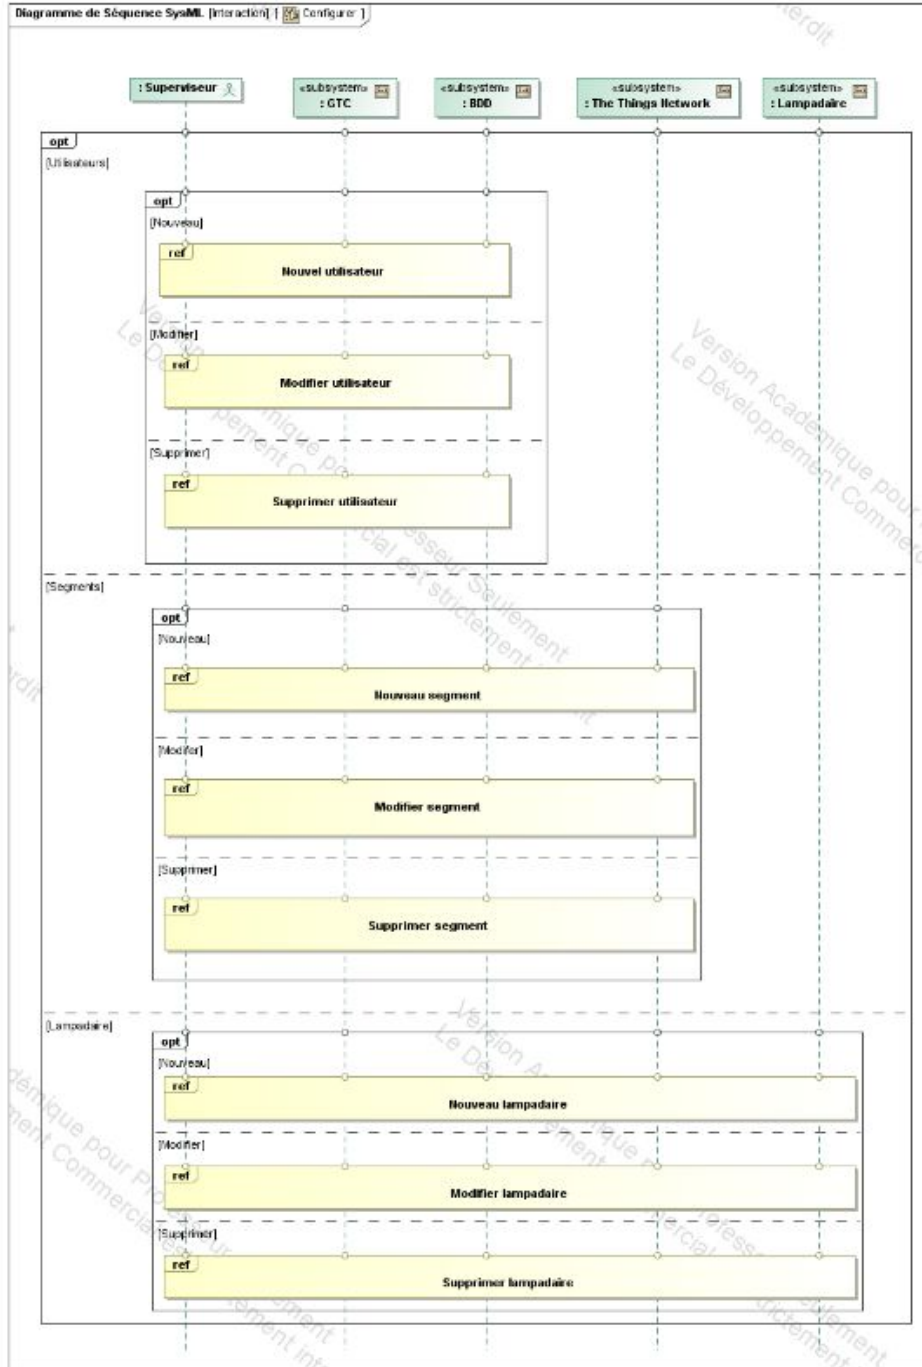 Diagramme de Séquence SysML [Interaction] [ Configurer ]
: Superviseur
«subsystem»
: GTC
«subsystem»
: BDD
«subsystem»
: The Things Network
«subsystem»
: Lampadaire
opt
[Utilisateurs]
opt
[Nouveau]
ref
Nouvel utilisateur
[Modifier]
ref
Modifier utilisateur
[Supprimer]
ref
Supprimer utilisateur
[Segments]
opt
[Nouveau]
ref
Nouveau segment
[Modifer]
ref
Modifier segment
[Supprimer]
ref
Supprimer segment
[Lampadaire]
opt
[Nouveau]
ref
Nouveau lampadaire
[Modifier]
ref
Modifier lampadaire
[Supprimer]
ref
Supprimer lampadaire
Version Académique pour
Le Développement Commerc